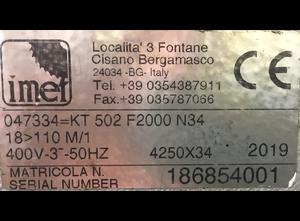 Localita' 3 Fontane
Cisano Bergamasco
24034 -BG- Italy
Tel. +39 0354387911
Fax.+39 035787066
imet
CE
047334=KT 502 F2000 N34
18>110 M/1
400V-3~-50HZ 4250X34 2019
MATRICOLA N.
SERIAL NUMBER 186854001